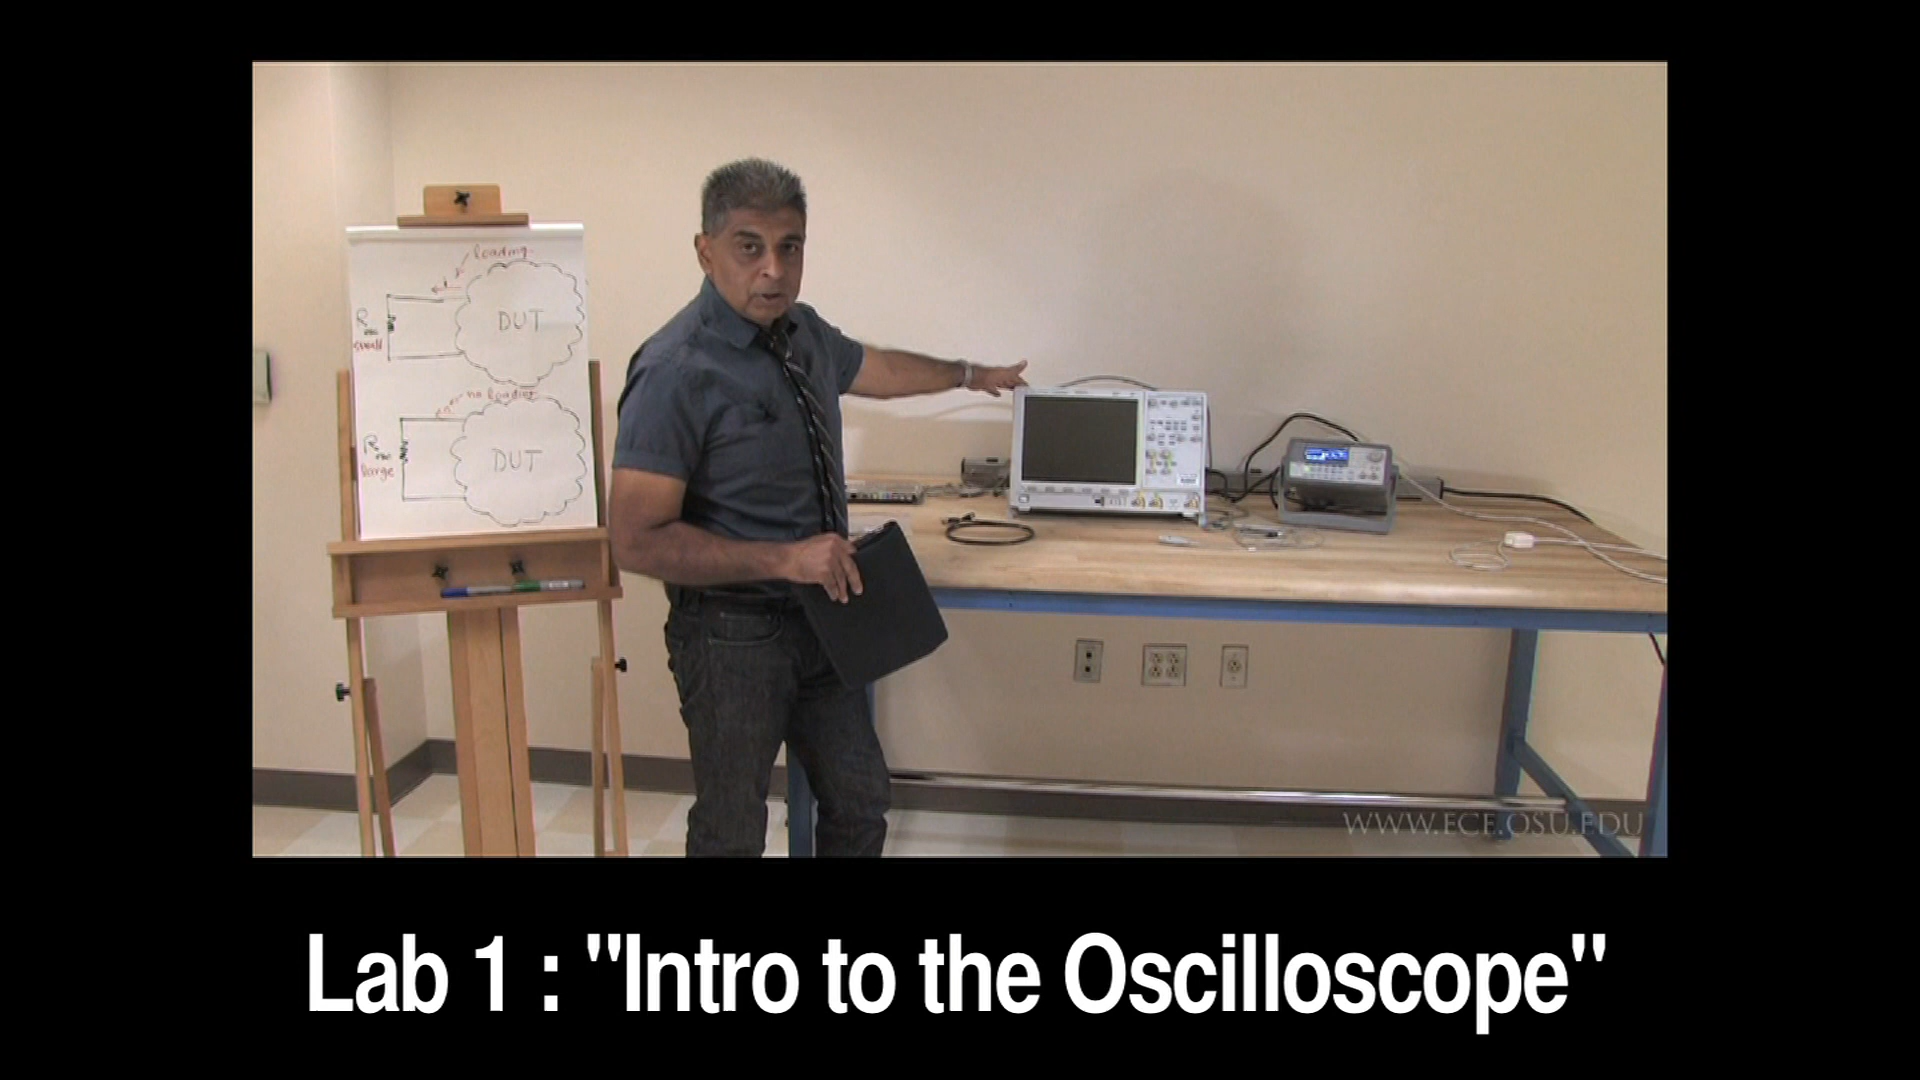 loading
DUT
R
small
no loading
DUT
R
large
WWW.ECE.OSU.EDU
Lab 1 : "Intro to the Oscilloscope"